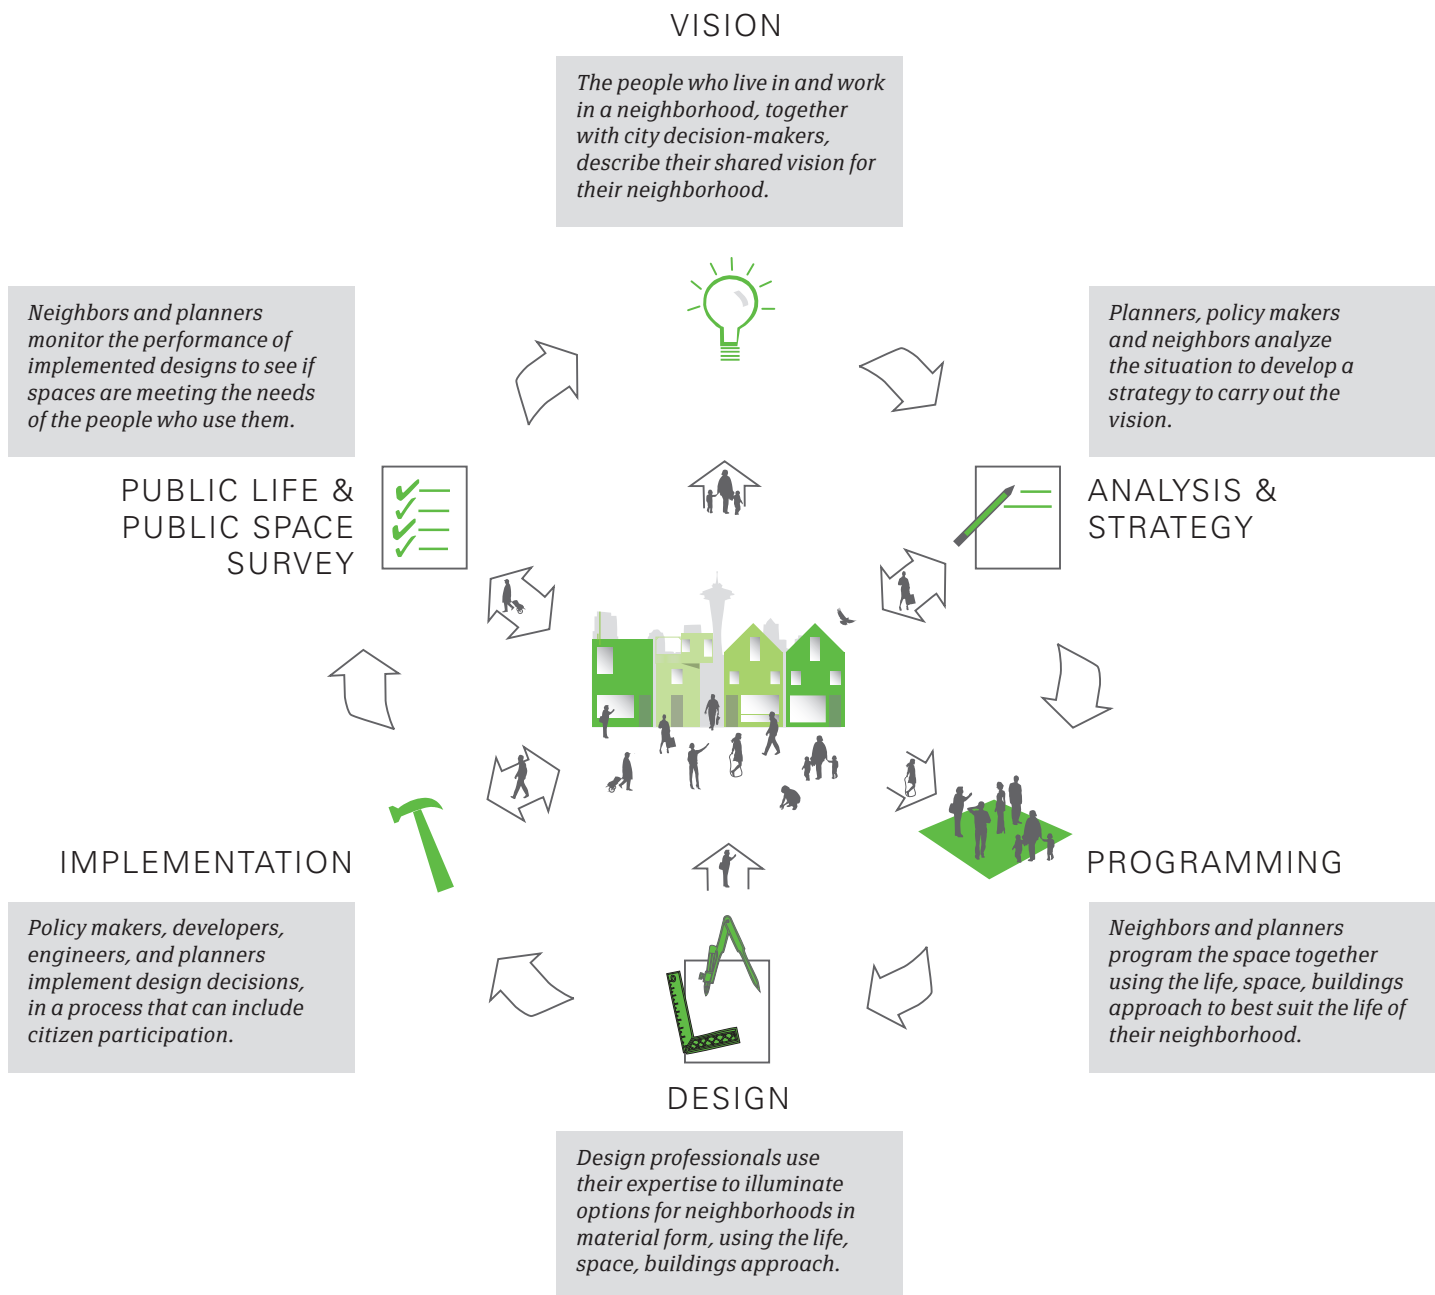 VISION
The people who live in and work
in a neighborhood, together
with city decision-makers,
describe their shared vision for
their neighborhood.
Neighbors and planners
monitor the performance of
implemented designs to see if
spaces are meeting the needs
of the people who use them.
PUBLIC LIFE &
PUBLIC SPACE
SURVEY
Planners, policy makers
and neighbors analyze
the situation to develop a
strategy to carry out the
vision.
ANALYSIS &
STRATEGY
IMPLEMENTATION
Policy makers, developers,
engineers, and planners
implement design decisions,
in a process that can include
citizen participation.
PROGRAMMING
Neighbors and planners
program the space together
using the life, space, buildings
approach to best suit the life of
their neighborhood.
DESIGN
Design professionals use
their expertise to illuminate
options for neighborhoods in
material form, using the life,
space, buildings approach.